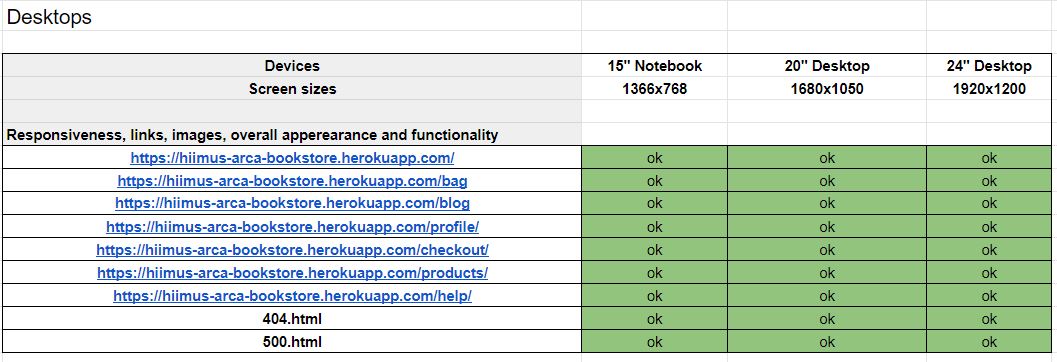 Desktops
Devices 15" Notebook 20" Desktop 24" Desktop
Screen sizes 1366x768 1680x1050 1920x1200
Responsiveness, links, images, overall apperearance and functionality
https://hiimus-arca-bookstore.herokuapp.com/ ok ok ok
https://hiimus-arca-bookstore.herokuapp.com/bag ok ok ok
https://hiimus-arca-bookstore.herokuapp.com/blog ok ok ok
https://hiimus-arca-bookstore.herokuapp.com/profile/ ok ok ok
https://hiimus-arca-bookstore.herokuapp.com/checkout/ ok ok ok
https://hiimus-arca-bookstore.herokuapp.com/products/ ok ok ok
https://hiimus-arca-bookstore.herokuapp.com/help/ ok ok ok
404.html ok ok ok
500.html ok ok ok